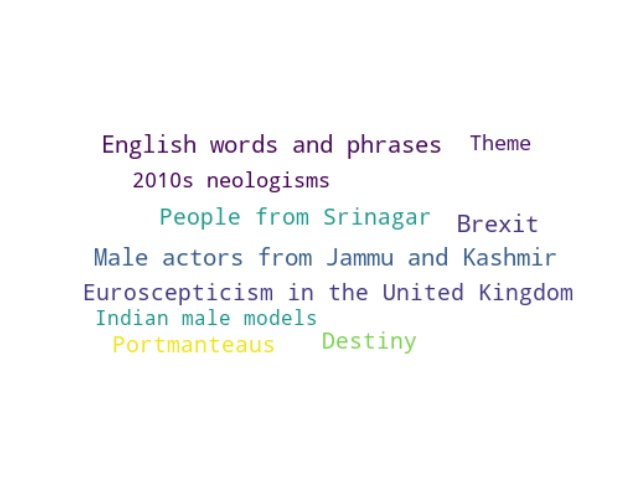 English words and phrases Theme
2010s neologisms
People from Srinagar Brexit
Male actors from Jammu and Kashmir
Euroscepticism in the United Kingdom
Indian male models
Portmanteaus Destiny